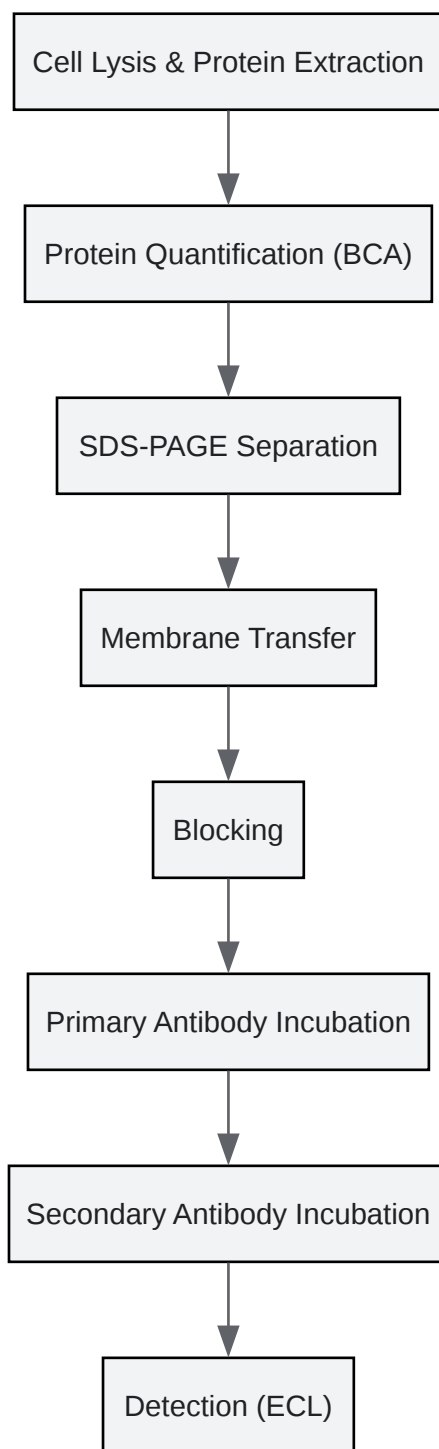 Cell Lysis & Protein Extraction
Protein Quantification (BCA)
SDS-PAGE Separation
Membrane Transfer
Blocking
Primary Antibody Incubation
Secondary Antibody Incubation
Detection (ECL)